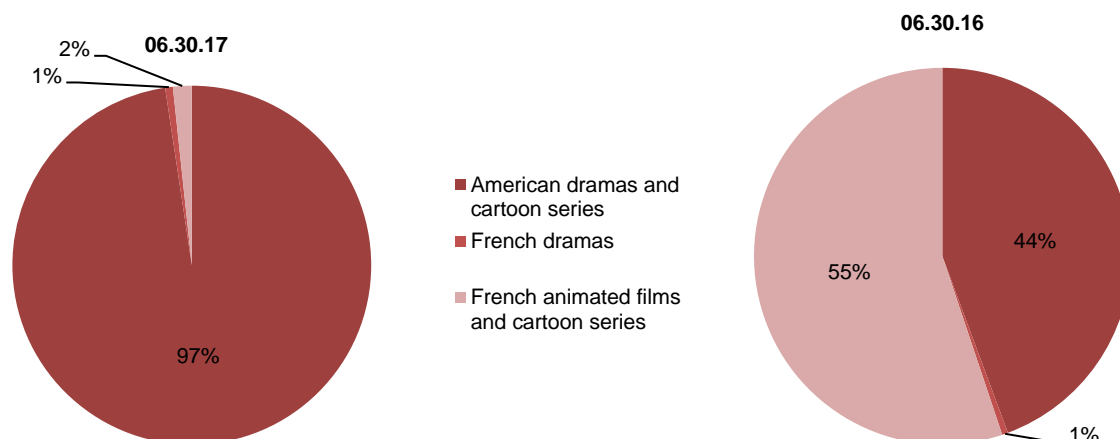 06.30.17
2%
1%
97%
American dramas and
cartoon series
French dramas
French animated films
and cartoon series
06.30.16
44%
55%
1%